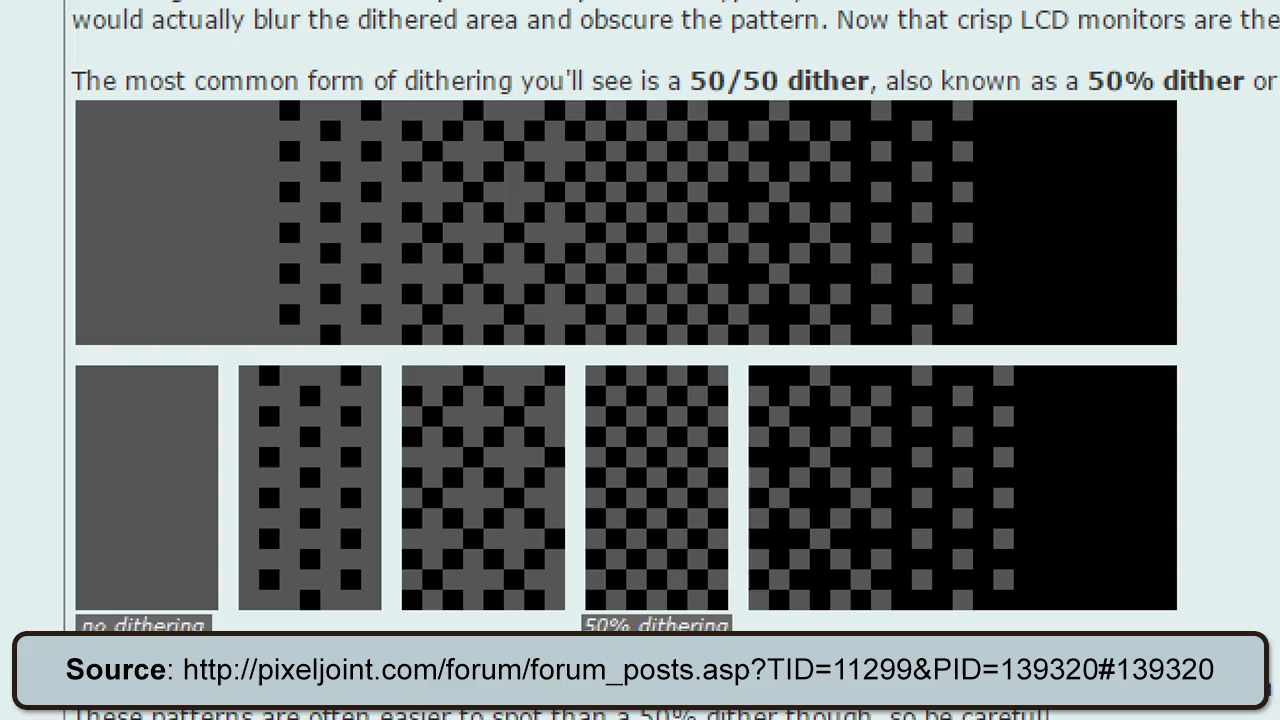 would actually blur the dithered area and obscure the pattern. Now that crisp LCD monitors are the
The most common form of dithering you'll see is a 50/50 dither, also known as a 50% dither or
no dithering
50% dithering
Source: http://pixeljoint.com/forum/forum_posts.asp?TID=11299&PID=139320#139320
These patterns are often easier to spot than a 50% dither though, so be careful!